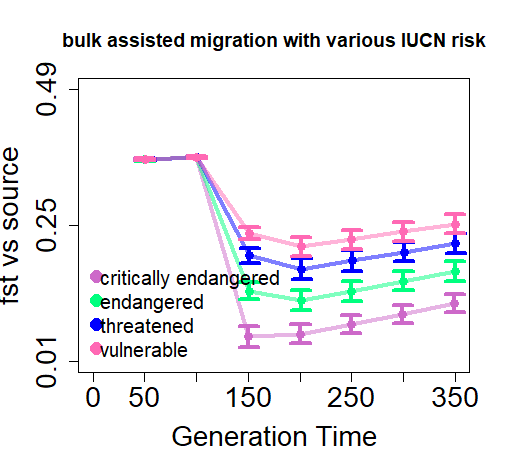 bulk assisted migration with various IUCN risk
0.49
fst vs source
0.25
critically endangered
endangered
threatened
vulnerable
0.01
0 50 150 250 350
Generation Time